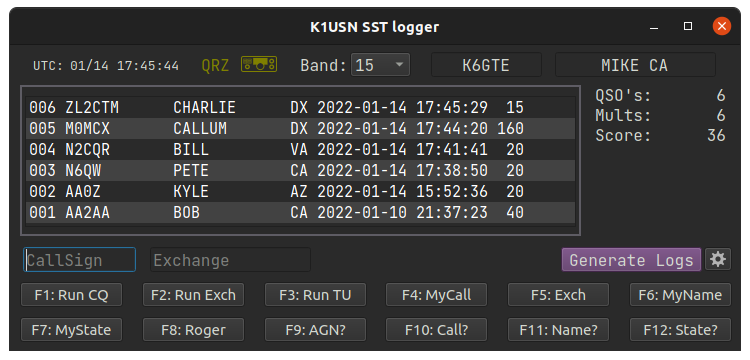 K1USN SST logger
UTC: 01/14 17:45:44 QRZ Band: 15 K6GTE MIKE CA
006 ZL2CTM CHARLIE DX 2022-01-14 17:45:29 15
005 M0MCX CALLUM DX 2022-01-14 17:44:20 160
004 N2CQR BILL VA 2022-01-14 17:41:41 20
003 N6QW PETE CA 2022-01-14 17:38:50 20
002 AA0Z KYLE AZ 2022-01-14 15:52:36 20
001 AA2AA BOB CA 2022-01-10 21:37:23 40
QSO's: 6
Mults: 6
Score: 36
CallSign Exchange Generate Logs
F1: Run CQ F2: Run Exch F3: Run TU F4: MyCall F5: Exch F6: MyName
F7: MyState F8: Roger F9: AGN? F10: Call? F11: Name? F12: State?